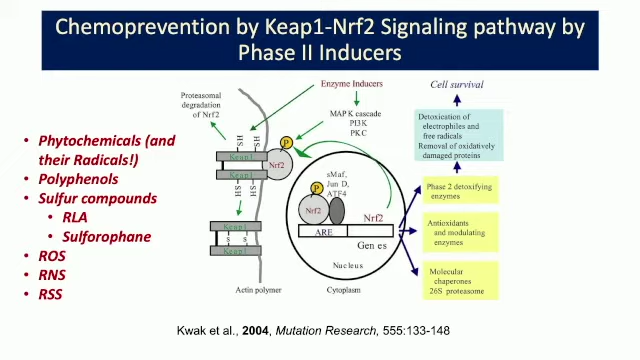 Chemoprevention by Keap1-Nrf2 Signaling pathway by
Phase II Inducers
• Phytochemicals (and
their Radicals!)
• Polyphenols
• Sulfur compounds
• RLA
• Sulforophane
• ROS
• RNS
• RSS
Proteasomal
degradation
of Nrf2
Enzyme Inducers
MAPK cascade
PI3K
PKC
HS
HS
P
Keap1
Nrf2
Keap1
SH
SH
Keap1
S
S
Keap1
Actin polymer
sMaf,
Jun D,
ATF4
P
Nrf2
Nrf2
ARE
Genes
Nucleus
Cytoplasm
Cell survival
Detoxication of
electrophiles and
free radicals
Removal of oxidatively
damaged proteins
Phase 2 detoxifying
enzymes
Antioxidants
and modulating
enzymes
Molecular
chaperones
26S proteasome
Kwak et al., 2004, Mutation Research, 555:133-148